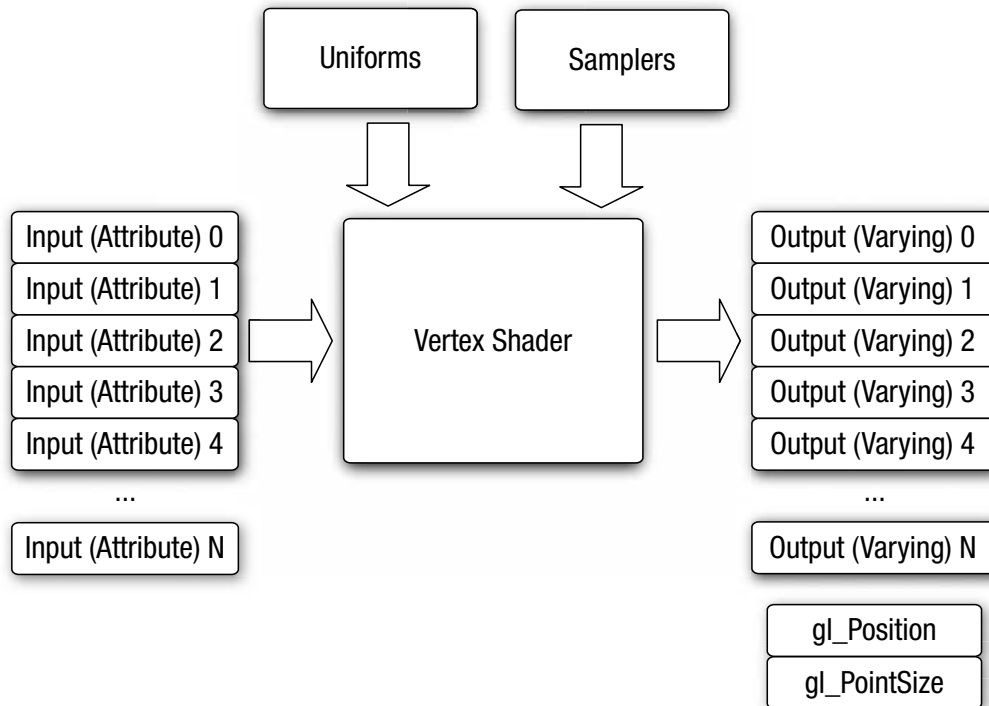 Uniforms
Samplers
Input (Attribute) 0
Input (Attribute) 1
Input (Attribute) 2
Input (Attribute) 3
Input (Attribute) 4
...
Input (Attribute) N
Vertex Shader
Output (Varying) 0
Output (Varying) 1
Output (Varying) 2
Output (Varying) 3
Output (Varying) 4
...
Output (Varying) N
gl_Position
gl_PointSize